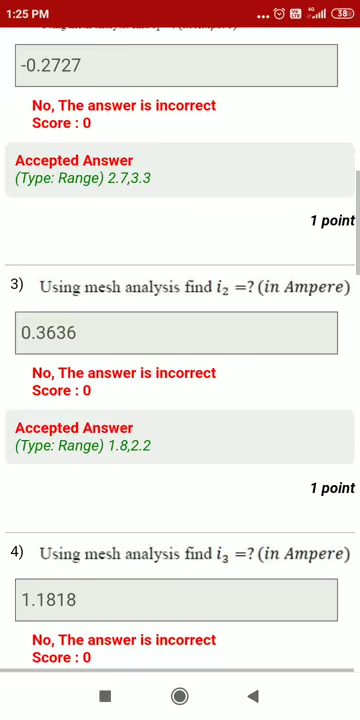 1:25 PM
4G
38
-0.2727
No, The answer is incorrect
Score : 0
Accepted Answer
(Type: Range) 2.7,3.3
1 point
3) Using mesh analysis find i₂ =? (in Ampere)
0.3636
No, The answer is incorrect
Score : 0
Accepted Answer
(Type: Range) 1.8,2.2
1 point
4) Using mesh analysis find i₃ =? (in Ampere)
1.1818
No, The answer is incorrect
Score : 0